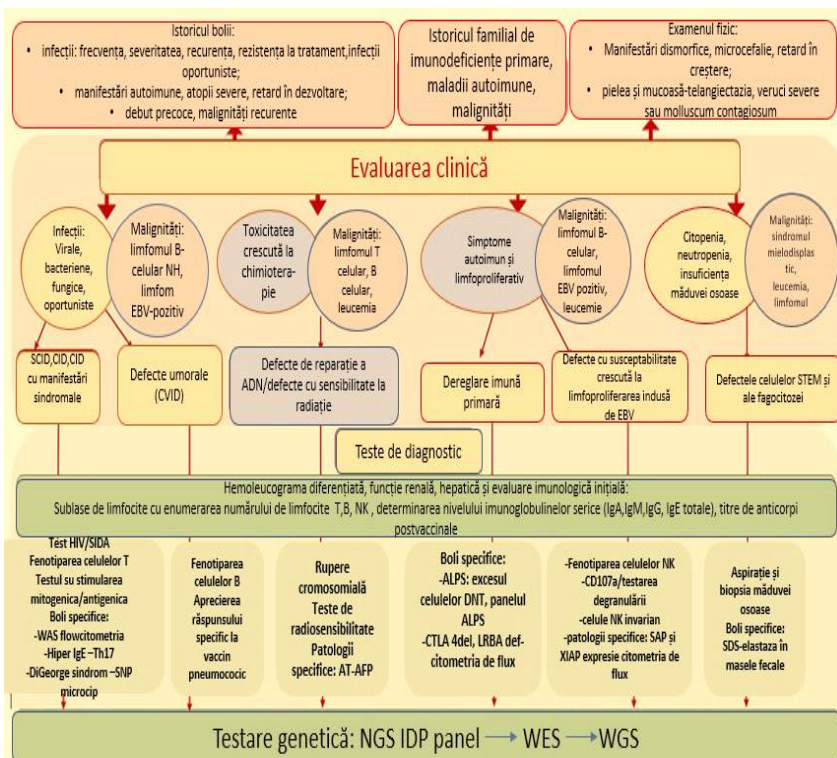 Istoricul bolii:
• infecții: frecvența, severitatea, recurența, rezistența la tratament,infecții
oportuniste;
• manifestări autoimune, atopii severe, retard în dezvoltare;
• debut precoce, malignități recurente
Istoricul familial de
imunodeficiențe primare,
maladii autoimune,
malignități
Examenul fizic:
• Manifestări dismorfice, microcefalie, retard în
creștere;
• pielea și mucoasă-telangiectazia, veruci severe
sau molluscum contagiosum
Evaluarea clinică
Infecții:
Virale,
bacteriene,
fungice,
oportuniste
Malignități:
limfomul B-
celular NH,
limfom
EBV-pozitiv
Toxicitatea
crescută la
chimiotera-
pie
Malignități:
limfomul T
celular, B
celular,
leucemia
Simptome
autoimun și
limfoproliferativ
Malignități:
limfomul B-
celular,
limfomul
EBV pozitiv,
leucemie
Citopenia,
neutropenia,
insuficiența
măduvei osoase
Malignități:
sindromul
mielodisplas
tic,
leucemia,
limfomul
SCID,CID,CID
cu manifestări
sindromale
Defecte umorale
(CVID)
Defecte de reparație a
ADN/defecte cu sensibilitate la
radiație
Dereglare imună
primară
Defecte cu susceptabilitate
crescută la
limfoproliferarea indusă
de EBV
Defectele celulelor STEM și
ale fagocitozei
Teste de diagnostic
Hemoleucograma diferențiată, funcție renală, hepatică și evaluare imunologică inițială:
Sublase de limfocite cu enumerarea numărului de limfocite T,B, NK , determinarea nivelului imunoglobulinelor serice (IgA,IgM,IgG, IgE totale), titre de anticorpi
postvaccinale
Test HIV/SIDA
Fenotiparea celulelor T
Testul su stimularea
mitogenica/antigenica
Boli specifice:
-WAS flowcitometria
-Hiper IgE –Th17
-DiGeorge sindrom –SNP
microcip
Fenotiparea
celulelor B
Aprecierea
răspunsului
specific la
vaccin
pneumococic
Rupere
cromosomială
Teste de
radiosensibilitate
Patologii
specifice: AT-AFP
Boli specifice:
-ALPS: excesul
celulelor DNT, panelul
ALPS
-CTLA 4del, LRBA def-
citometria de flux
-Fenotiparea celulelor NK
-CD107a/testarea
degranulării
-celule NK invarian
-patologii specifice: SAP și
XIAP expresie citometria de
flux
Aspirație și
biopsia măduvei
osoase
Boli specifice:
SDS-elastaza în
masele fecale
Testare genetică: NGS IDP panel → WES → WGS